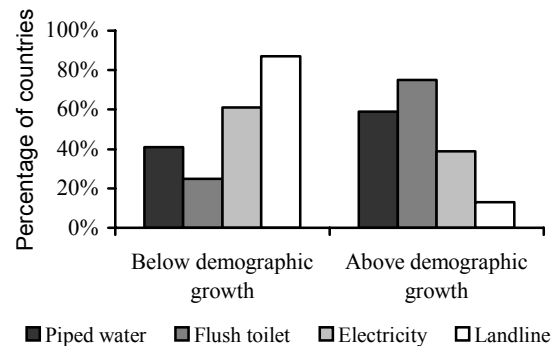 Percentage of countries
100%
80%
60%
40%
20%
0%
Below demographic
growth
Above demographic
growth
Piped water
Flush toilet
Electricity
Landline